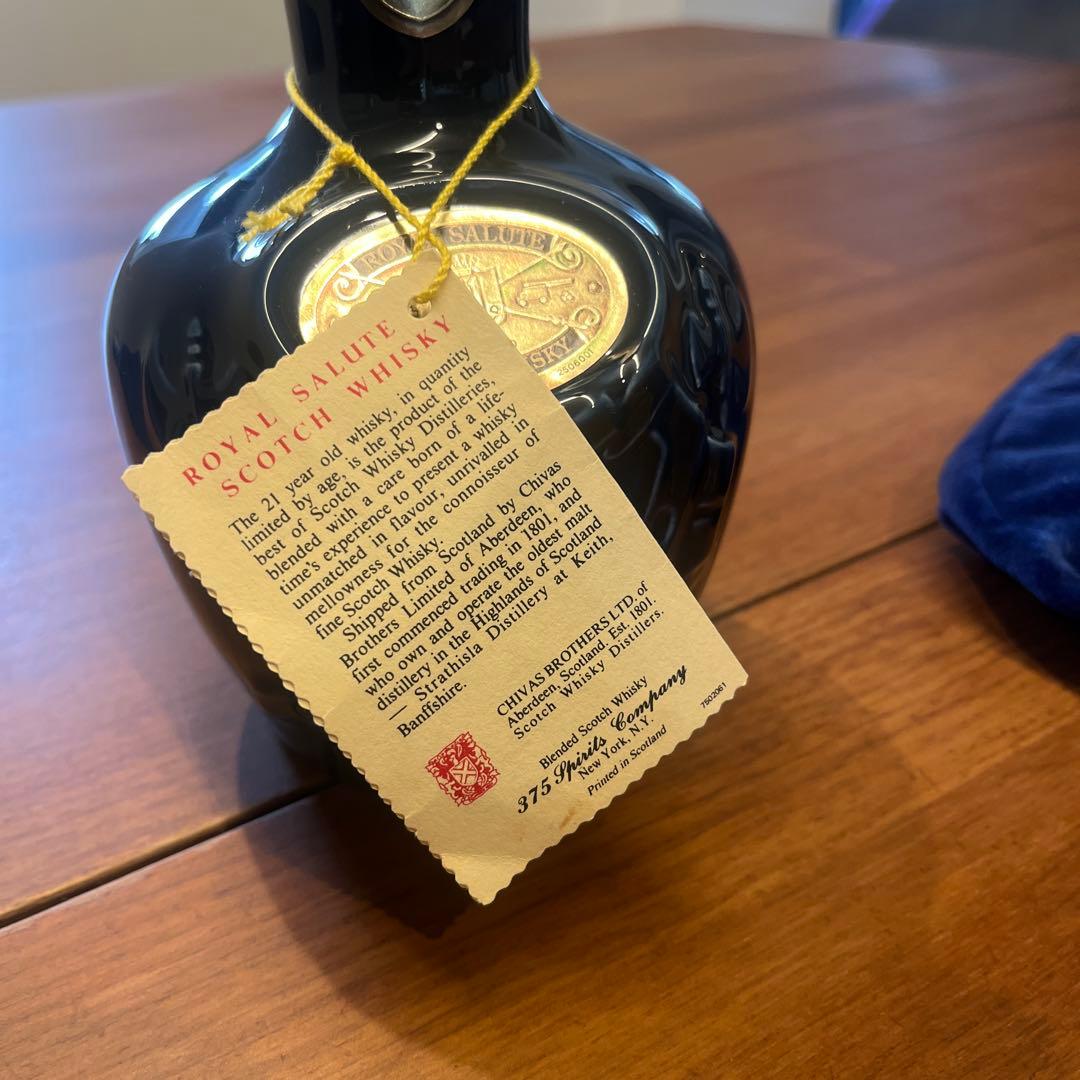 ROYAL SALUTE
WHISKY
2506001
ROYAL SALUTE
SCOTCH WHISKY
The 21 year old whisky, in quantity
limited by age, is the product of the
best of Scotch Whisky Distilleries,
blended with a care born of a life-
time's experience to present a whisky
unmatched in flavour, unrivalled in
mellowness for the connoisseur of
fine Scotch Whisky.
Shipped from Scotland by Chivas
Brothers Limited of Aberdeen, who
first commenced trading in 1801, and
who own and operate the oldest malt
distillery in the Highlands of Scotland
— Strathisla Distillery at Keith,
Banffshire.
CHIVAS BROTHERS LTD. of
Aberdeen, Scotland, Est. 1801.
Scotch Whisky Distillers.
Blended Scotch Whisky
375 Spirits Company
New York, N.Y.
Printed in Scotland
7502061